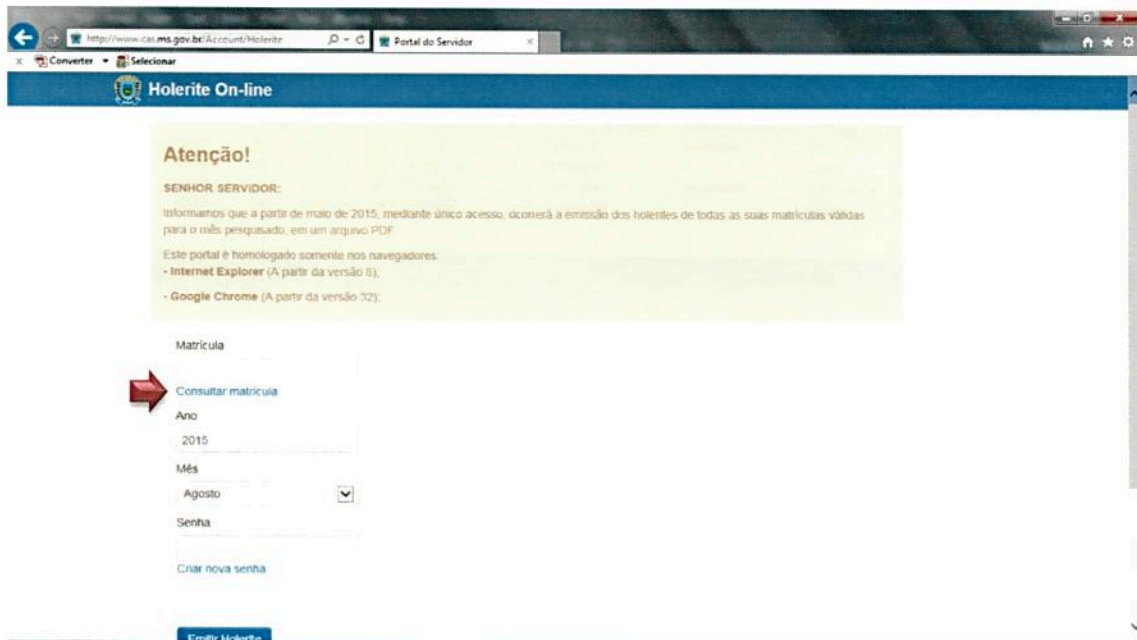 http://www.cas.ms.gov.br/Account/Holerite
Portal do Servidor
x Converter Selecionar
Holerite On-line
Atenção!
SENHOR SERVIDOR:
Informamos que a partir de maio de 2015, mediante único acesso, ocorrerá a emissão dos holerites de todas as suas matrículas válidas
para o mês pesquisado, em um arquivo PDF
Este portal é homologado somente nos navegadores:
- Internet Explorer (A partir da versão 8);
- Google Chrome (A partir da versão 32);
Matrícula
Consultar matrícula
Ano
2015
Mês
Agosto
Senha
Criar nova senha
Emitir Holerite